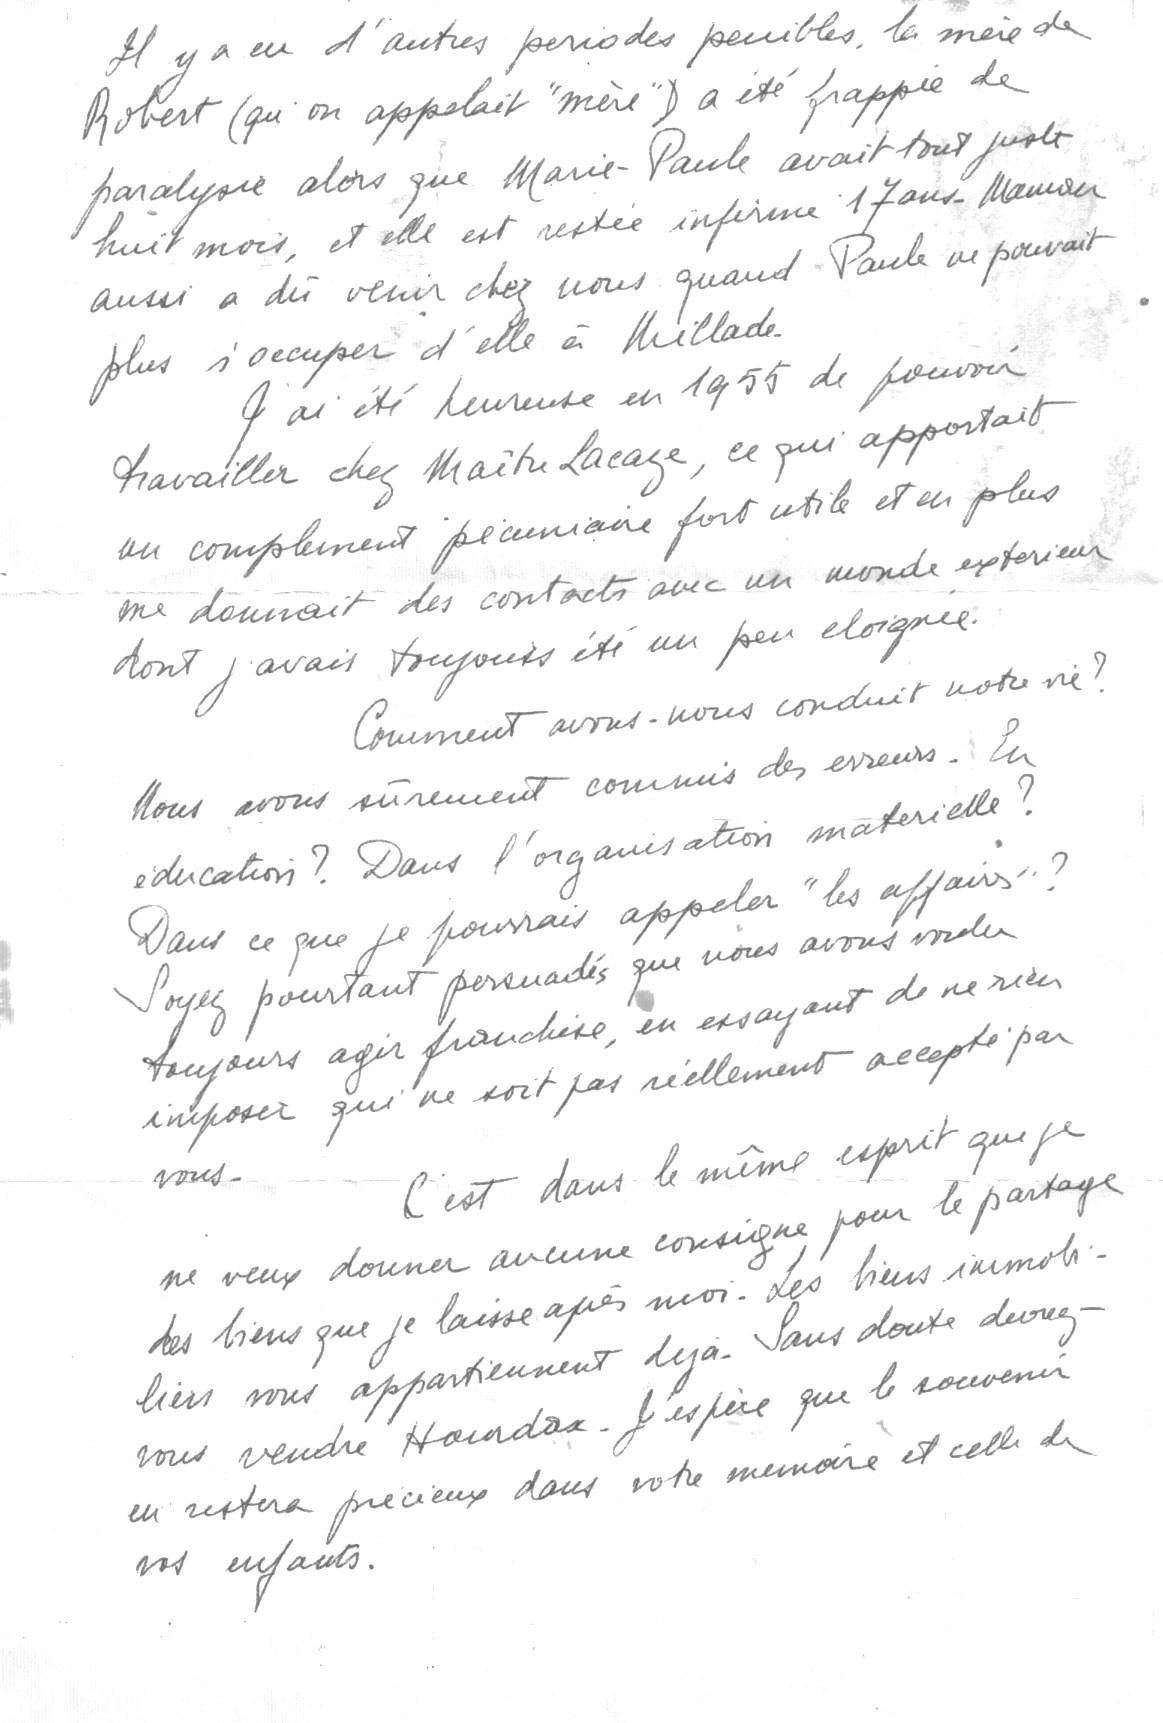 Il y a eu d'autres periodes penibles, la mère de
Robert (qu'on appelait "mère") a été frappée de
paralysie alors que Marie-Paule avait tout juste
huit mois, et elle est restée infirme 17 ans. Maman
aussi a dû venir chez nous quand Paule ne pouvait
plus s'occuper d'elle à Millade.
J'ai été heureuse en 1955 de pouvoir
travailler chez Maître Lacaze, ce qui apportait
un complement pécuniaire fort utile et en plus
me donnait des contacts avec un monde exterieur
dont j'avais toujours été un peu eloignée.
Comment avons-nous conduit notre vie?
Nous avons sûrement commis des erreurs. En
éducation? Dans l'organisation materielle?
Dans ce que je pourrais appeler "les affaires"?
Soyez pourtant persuadés que nous avons voulu
toujours agir franchise, en essayant de ne rien
imposer qui ne soit pas réellement accepté par
vous.
C'est dans le même esprit que je
ne veux donner aucune consigne pour le partage
des biens que je laisse après moi. Les biens immobi-
liers vous appartiennent dejà. Sans doute devrez-
vous vendre Hourdax. J'espère que le souvenir
en restera precieux dans votre memoire et celle de
vos enfants.